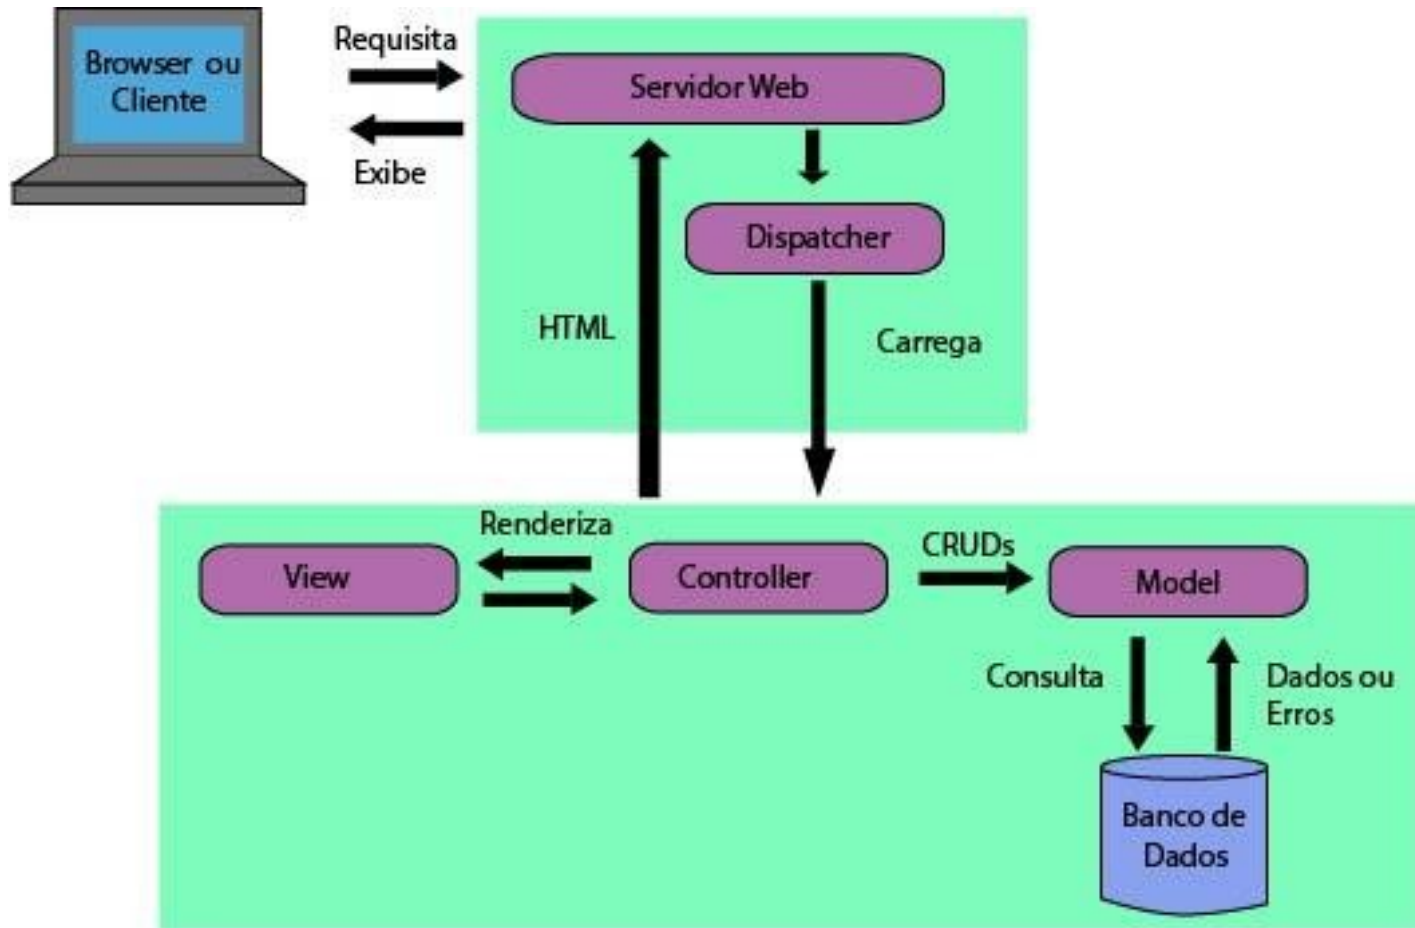 Browser ou
Cliente
Requisita
Exibe
Servidor Web
Dispatcher
HTML
Carrega
Renderiza
View
Controller
CRUDs
Model
Consulta
Dados ou
Erros
Banco de
Dados